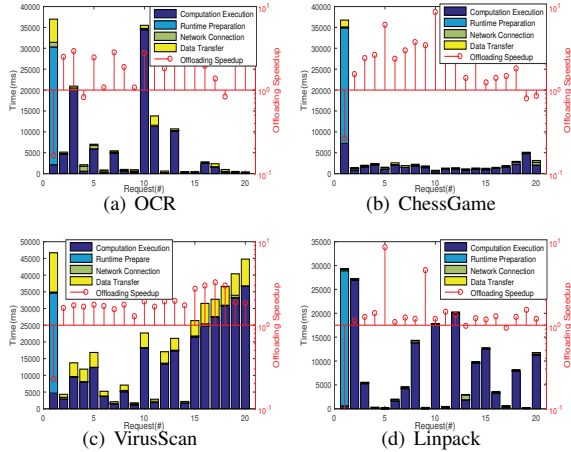 40000
35000
30000
25000
20000
15000
10000
5000
0
Time(ms)
0
5
10
15
20
Request(#)
10^1
10^0
10^-1
Offloading Speedup
Computation Execution
Runtime Preparation
Network Connection
Data Transfer
Offloading Speedup
(a) OCR
40000
35000
30000
25000
20000
15000
10000
5000
0
Time(ms)
0
5
10
15
20
Request(#)
10^1
10^0
10^-1
Offloading Speedup
Computation Execution
Runtime Preparation
Network Connection
Data Transfer
Offloading Speedup
(b) ChessGame
50000
45000
40000
35000
30000
25000
20000
15000
10000
5000
0
Time(ms)
0
5
10
15
20
Request(#)
10^1
10^0
10^-1
Offloading Speedup
Computation Execution
Runtime Prepare
Network Connection
Data Transfer
Offloading Speedup
(c) VirusScan
35000
30000
25000
20000
15000
10000
5000
0
Time(ms)
0
5
10
15
20
Request(#)
10^1
10^0
10^-1
Offloading Speedup
Computation Execution
Runtime Preparation
Network Connection
Data Transfer
Offloading Speedup
(d) Linpack